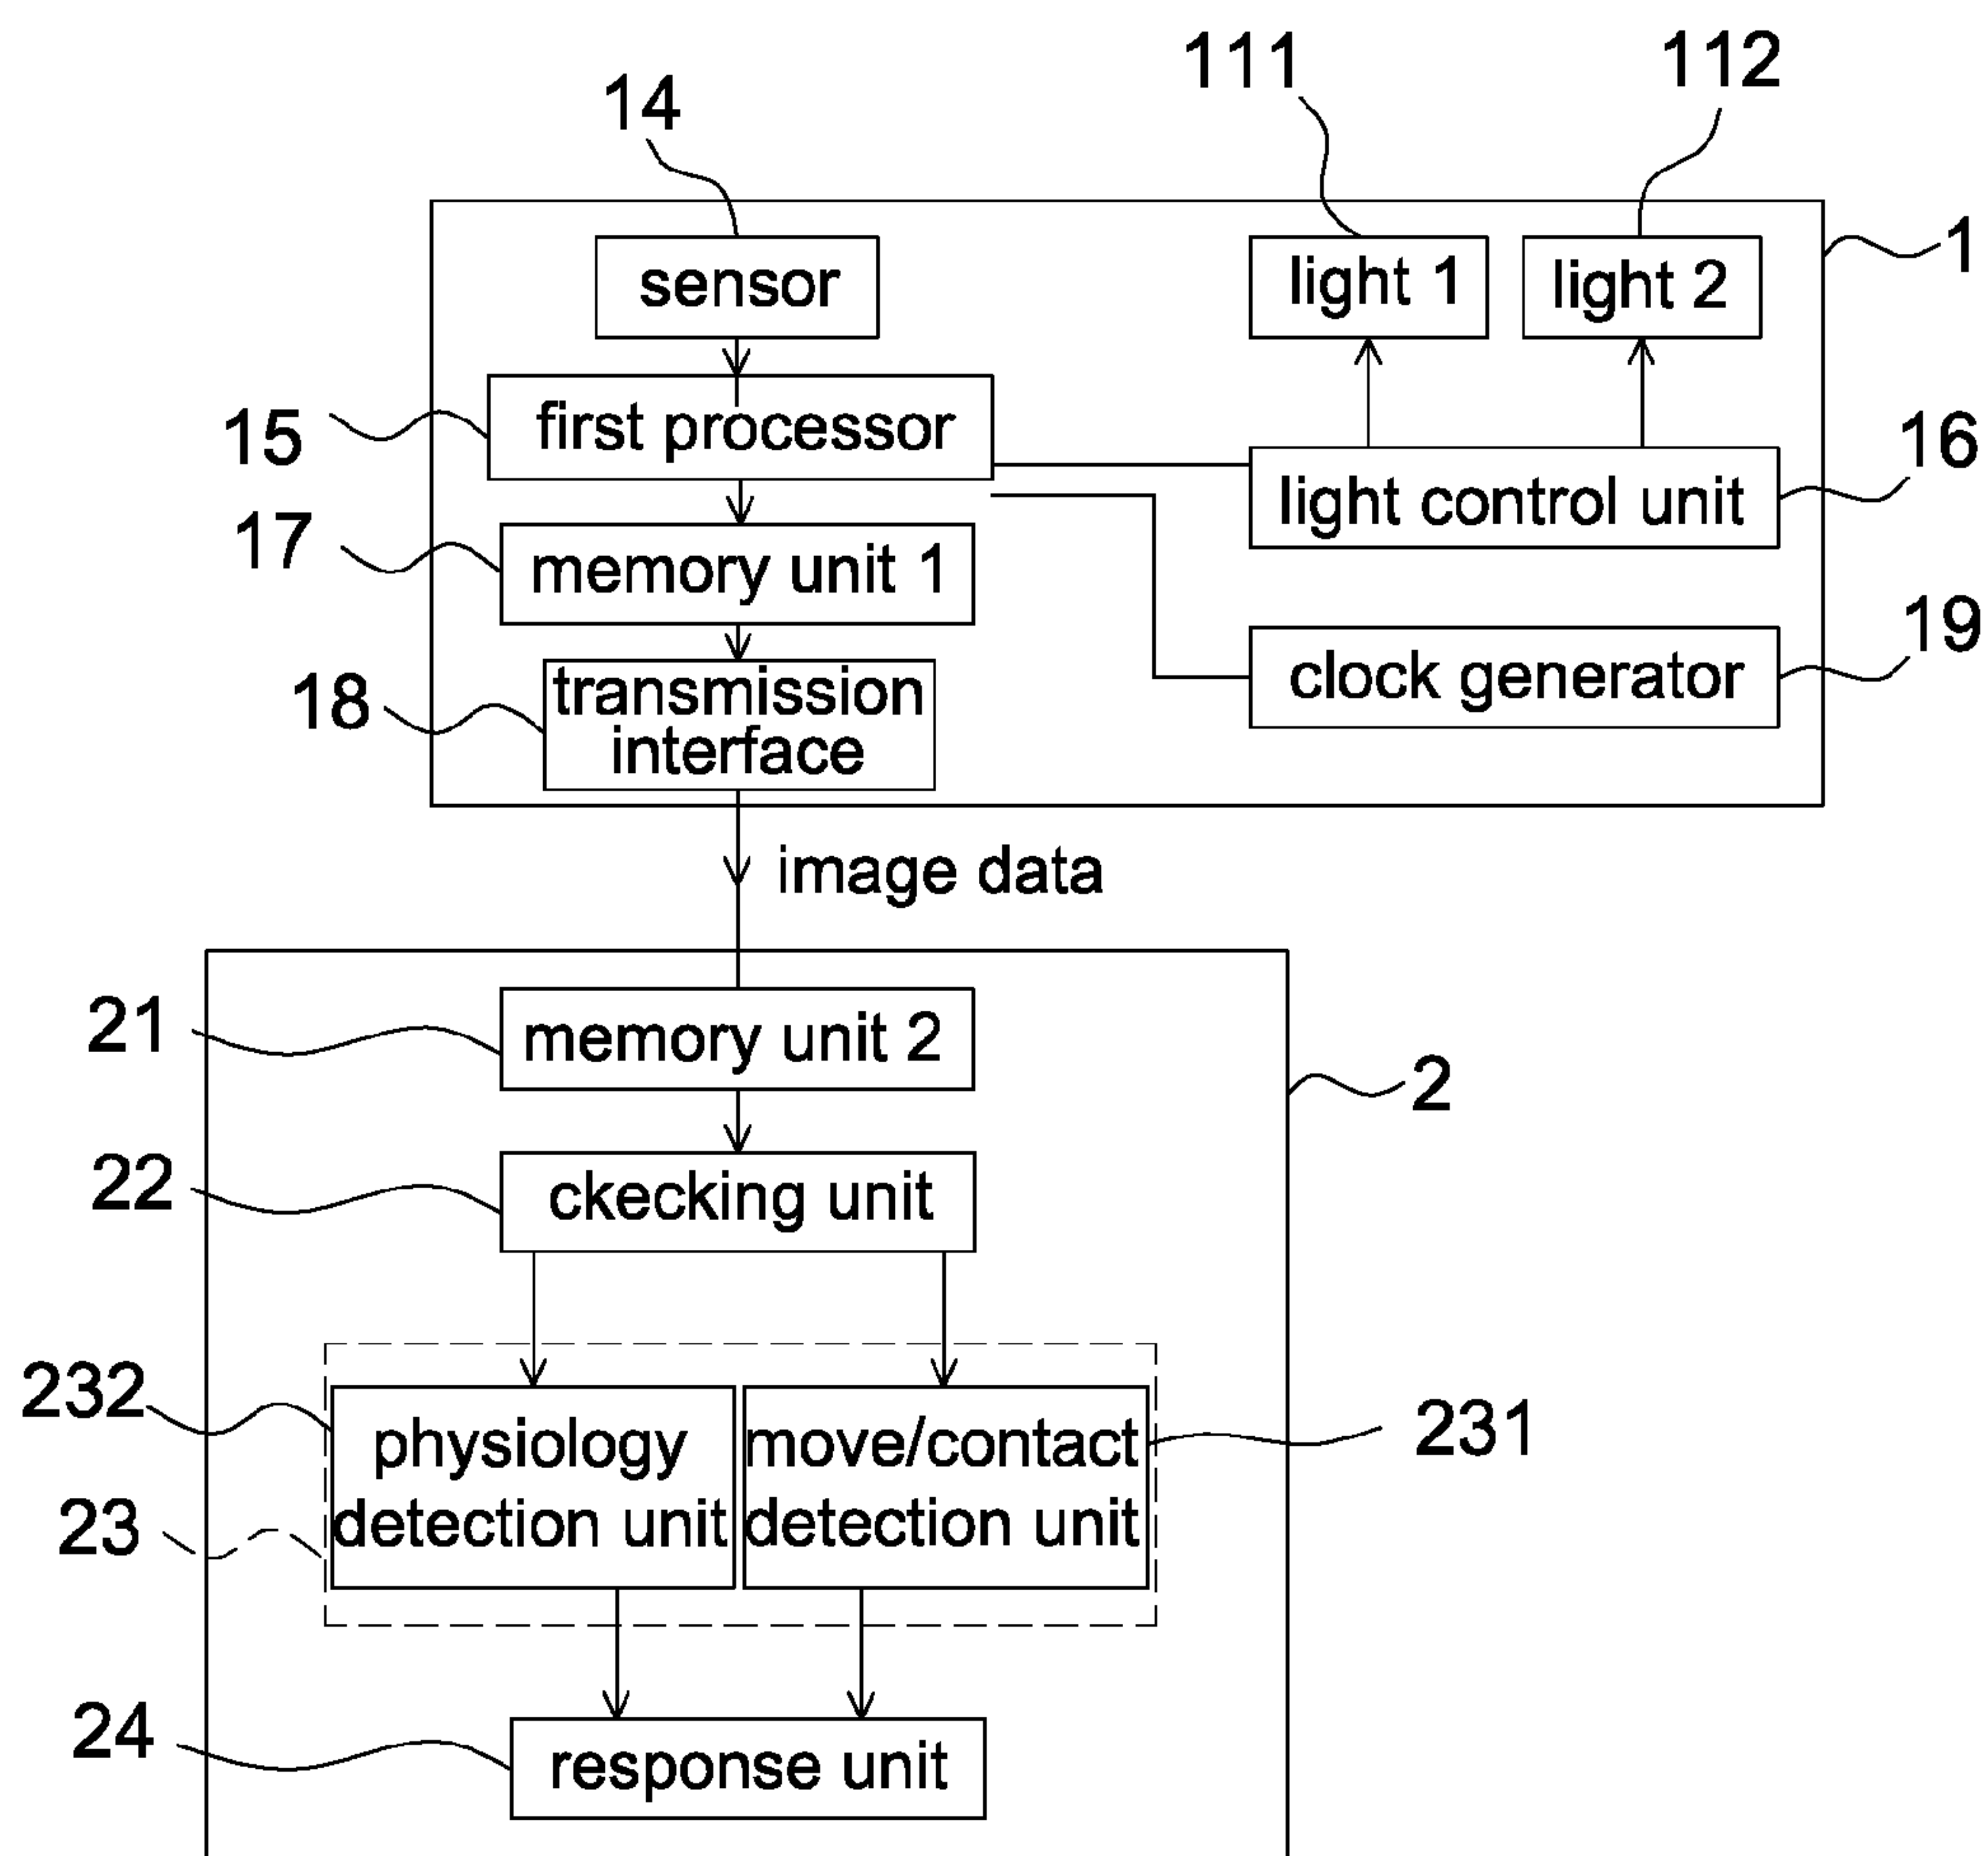 111
112
14
1
sensor
light 1
light 2
15
first processor
16
light control unit
17
memory unit 1
19
18
transmission
interface
clock generator
image data
21
memory unit 2
2
22
ckecking unit
232
physiology
detection unit
move/contact
detection unit
231
23
24
response unit